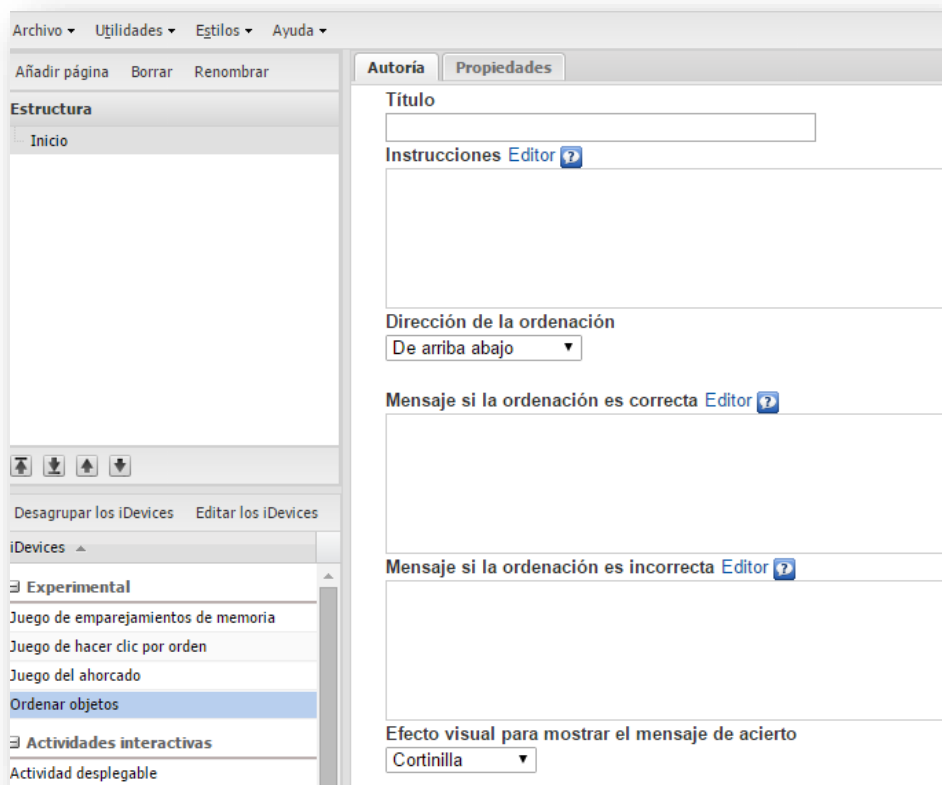 Archivo Utilidades Estilos Ayuda
Añadir página Borrar Renombrar
Estructura
Inicio
Desagrupar los iDevices Editar los iDevices
iDevices
Experimental
Juego de emparejamientos de memoria
Juego de hacer clic por orden
Juego del ahorcado
Ordenar objetos
Actividades interactivas
Actividad desplegable
Autoría Propiedades
Título
Instrucciones Editor ?
Dirección de la ordenación
De arriba abajo
Mensaje si la ordenación es correcta Editor ?
Mensaje si la ordenación es incorrecta Editor ?
Efecto visual para mostrar el mensaje de acierto
Cortinilla